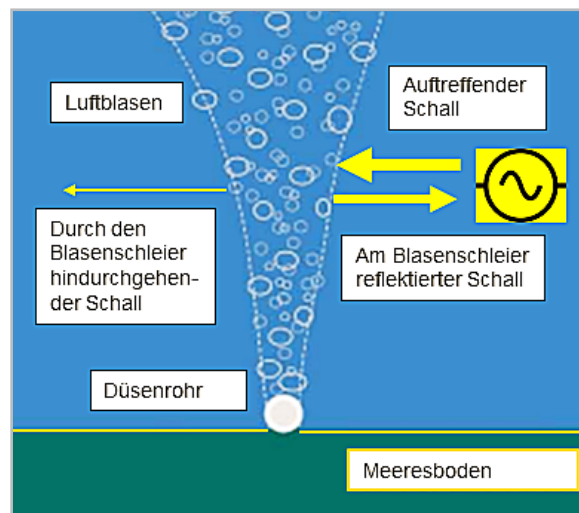 Luftblasen
Auftreffender
Schall
Durch den
Blasenschleier
hindurchgehen-
der Schall
Am Blasenschleier
reflektierter Schall
Düsenrohr
Meeresboden